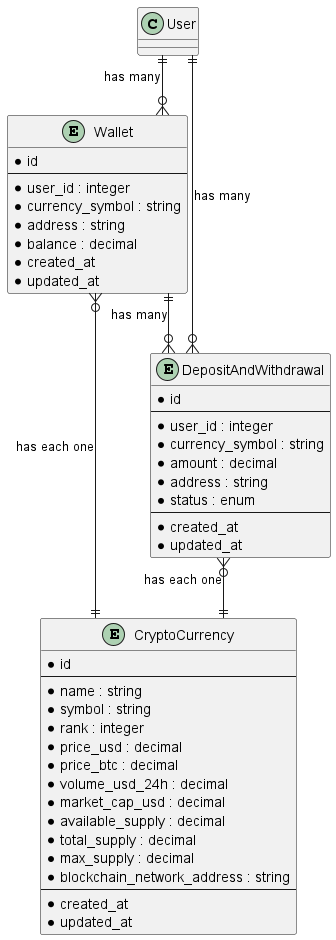 C User
has many
has many
E Wallet
id
user_id : integer
currency_symbol : string
address : string
balance : decimal
created_at
updated_at
has many
E DepositAndWithdrawal
id
user_id : integer
currency_symbol : string
amount : decimal
address : string
status : enum
created_at
updated_at
has each one
has each one
E CryptoCurrency
id
name : string
symbol : string
rank : integer
price_usd : decimal
price_btc : decimal
volume_usd_24h : decimal
market_cap_usd : decimal
available_supply : decimal
total_supply : decimal
max_supply : decimal
blockchain_network_address : string
created_at
updated_at